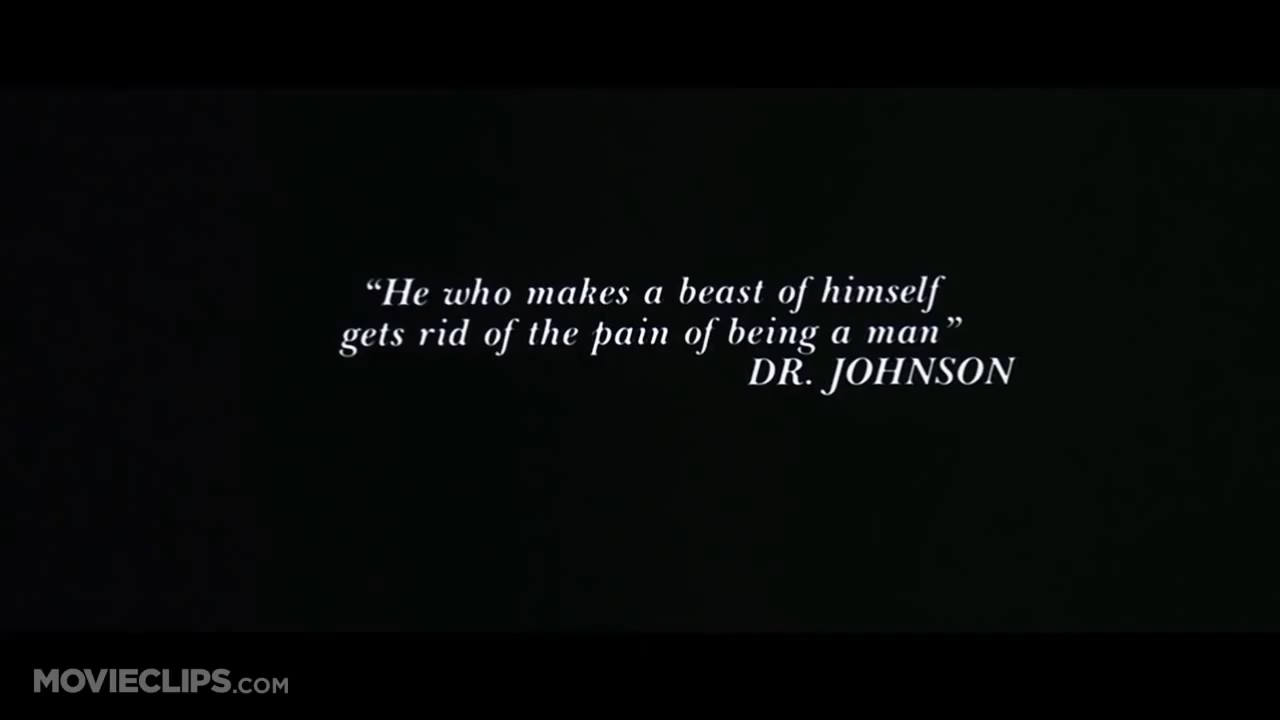 “He who makes a beast of himself
gets rid of the pain of being a man”
DR. JOHNSON
MOVIECLIPS.COM